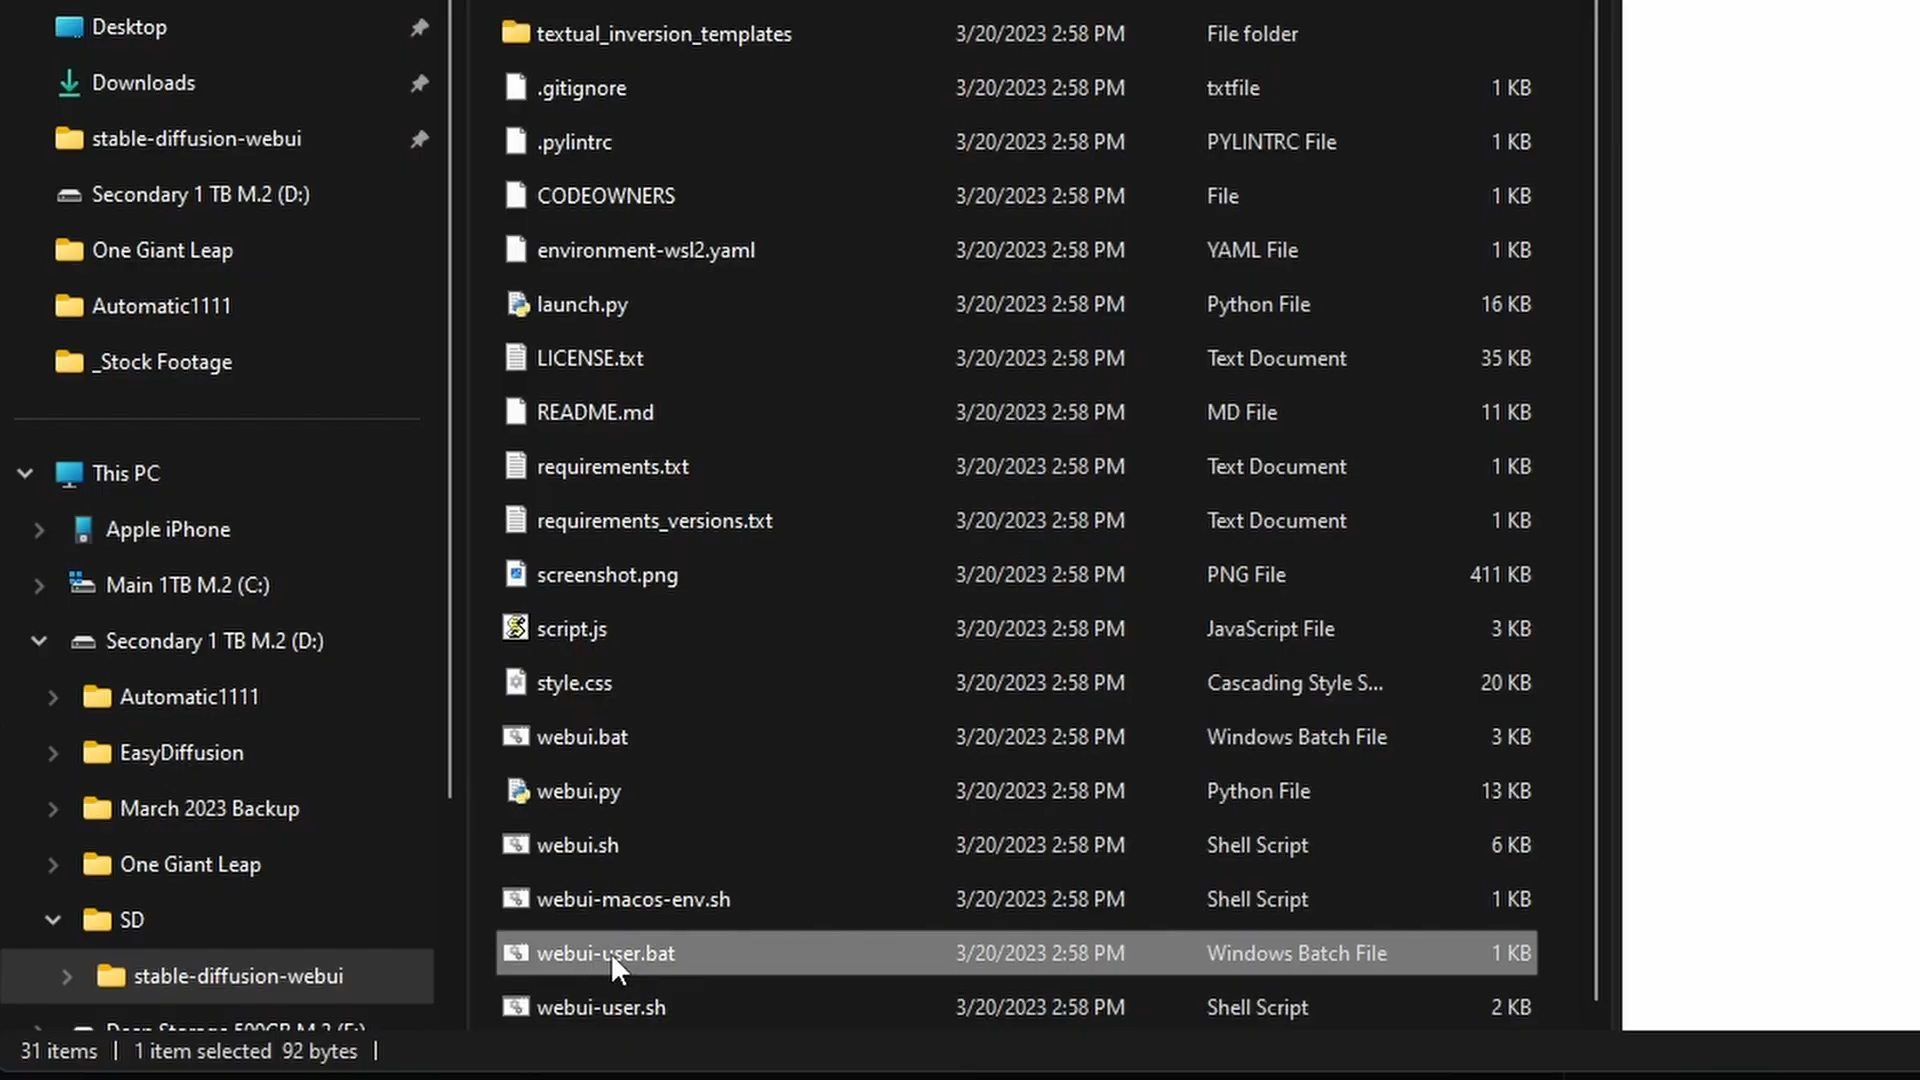 Desktop
Downloads
stable-diffusion-webui
Secondary 1 TB M.2 (D:)
One Giant Leap
Automatic1111
_Stock Footage
This PC
Apple iPhone
Main 1TB M.2 (C:)
Secondary 1 TB M.2 (D:)
Automatic1111
EasyDiffusion
March 2023 Backup
One Giant Leap
SD
stable-diffusion-webui
Deep Storage 500GB M.2 (F:)
textual_inversion_templates 3/20/2023 2:58 PM File folder
.gitignore 3/20/2023 2:58 PM txtfile 1 KB
.pylintrc 3/20/2023 2:58 PM PYLINTRC File 1 KB
CODEOWNERS 3/20/2023 2:58 PM File 1 KB
environment-wsl2.yaml 3/20/2023 2:58 PM YAML File 1 KB
launch.py 3/20/2023 2:58 PM Python File 16 KB
LICENSE.txt 3/20/2023 2:58 PM Text Document 35 KB
README.md 3/20/2023 2:58 PM MD File 11 KB
requirements.txt 3/20/2023 2:58 PM Text Document 1 KB
requirements_versions.txt 3/20/2023 2:58 PM Text Document 1 KB
screenshot.png 3/20/2023 2:58 PM PNG File 411 KB
script.js 3/20/2023 2:58 PM JavaScript File 3 KB
style.css 3/20/2023 2:58 PM Cascading Style S... 20 KB
webui.bat 3/20/2023 2:58 PM Windows Batch File 3 KB
webui.py 3/20/2023 2:58 PM Python File 13 KB
webui.sh 3/20/2023 2:58 PM Shell Script 6 KB
webui-macos-env.sh 3/20/2023 2:58 PM Shell Script 1 KB
webui-user.bat 3/20/2023 2:58 PM Windows Batch File 1 KB
webui-user.sh 3/20/2023 2:58 PM Shell Script 2 KB
31 items | 1 item selected 92 bytes |